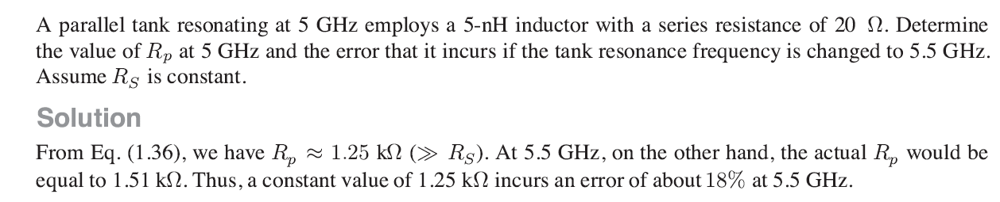 A parallel tank resonating at 5 GHz employs a 5-nH inductor with a series resistance of 20 Ω. Determine
the value of Rₚ at 5 GHz and the error that it incurs if the tank resonance frequency is changed to 5.5 GHz.
Assume R_S is constant.
Solution
From Eq. (1.36), we have Rₚ ≈ 1.25 kΩ (≫ R_S). At 5.5 GHz, on the other hand, the actual Rₚ would be
equal to 1.51 kΩ. Thus, a constant value of 1.25 kΩ incurs an error of about 18% at 5.5 GHz.